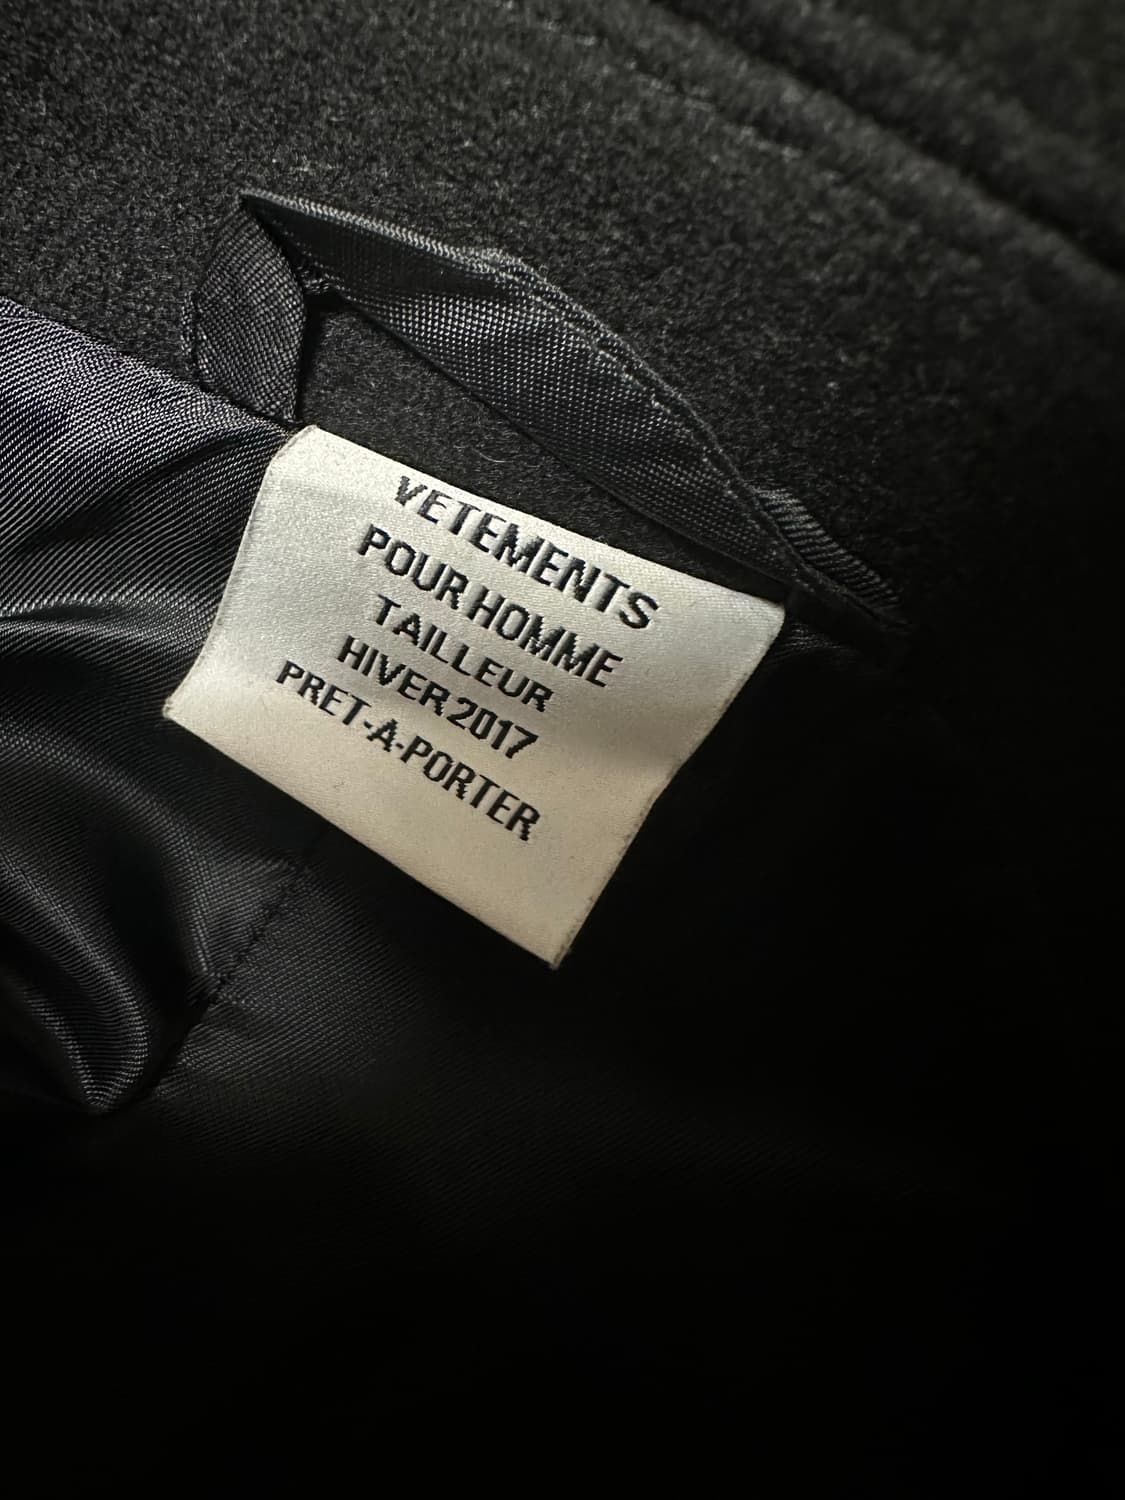 VETEMENTS
POUR HOMME
TAILLEUR
HIVER 2017
PRET-A-PORTER